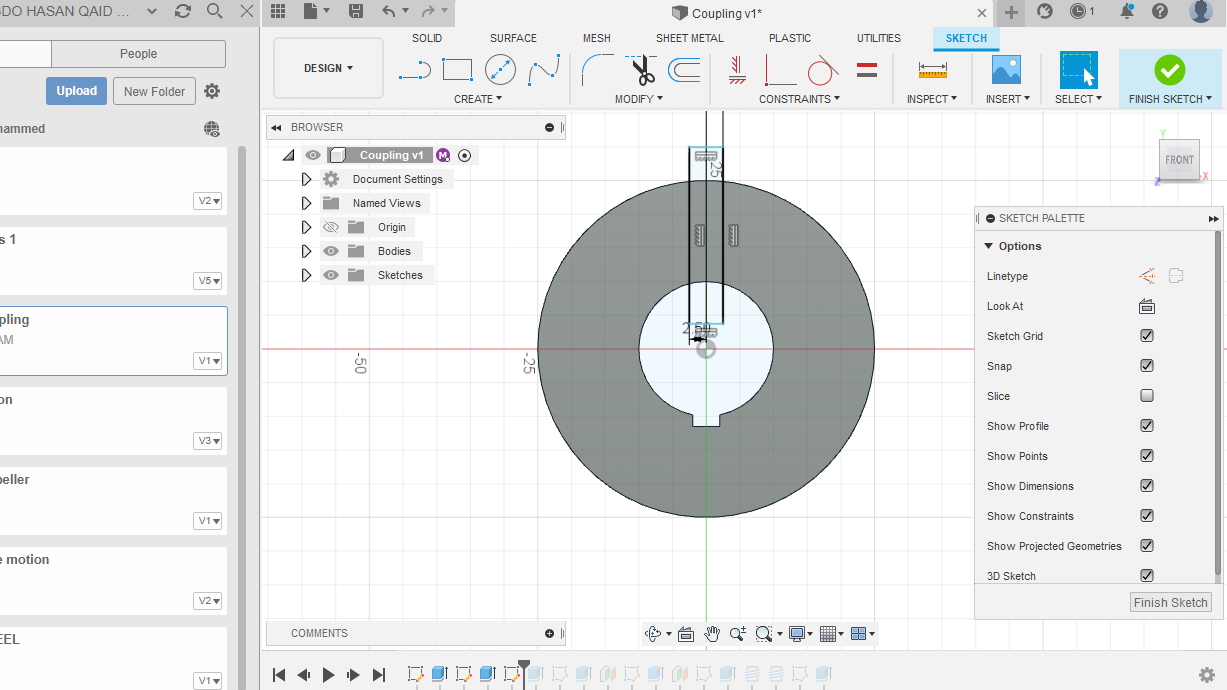 DO HASAN QAID ...
Coupling v1*
1
People
SOLID
SURFACE
MESH
SHEET METAL
PLASTIC
UTILITIES
SKETCH
DESIGN
Upload
New Folder
CREATE
MODIFY
CONSTRAINTS
INSPECT
INSERT
SELECT
FINISH SKETCH
ammed
BROWSER
Coupling v1
M
Document Settings
Named Views
Origin
Bodies
Sketches
V2
s 1
V5
pling
AM
V1
on
V3
eller
V1
e motion
V2
EEL
V1
25
2.50
-50
-25
Y
FRONT
X
Z
SKETCH PALETTE
Options
Linetype
Look At
Sketch Grid
Snap
Slice
Show Profile
Show Points
Show Dimensions
Show Constraints
Show Projected Geometries
3D Sketch
Finish Sketch
COMMENTS